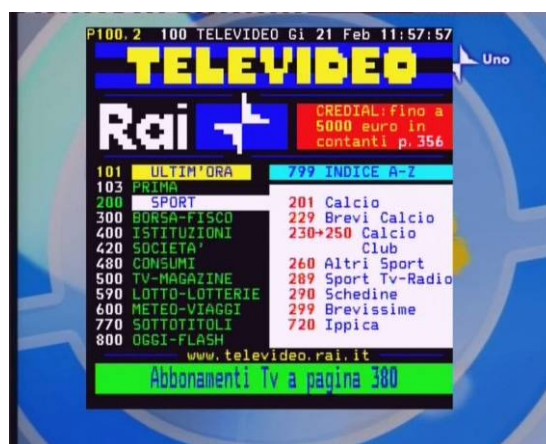 P100.2 100 TELEVIDEO Gi 21 Feb 11:57:57
TELEVIDEO
Uno
Rai
CREDIAL:fino a
5000 euro in
contanti p.356
101 ULTIM'ORA
103 PRIMA
200 SPORT
300 BORSA-FISCO
400 ISTITUZIONI
420 SOCIETA'
480 CONSUMI
500 TV-MAGAZINE
590 LOTTO-LOTTERIE
600 METEO-VIAGGI
770 SOTTOTITOLI
800 OGGI-FLASH
799 INDICE A-Z
201 Calcio
229 Brevi Calcio
230→250 Calcio
Club
260 Altri Sport
289 Sport Tv-Radio
290 Schedine
299 Brevissime
720 Ippica
www.televideo.rai.it
Abbonamenti Tv a pagina 380